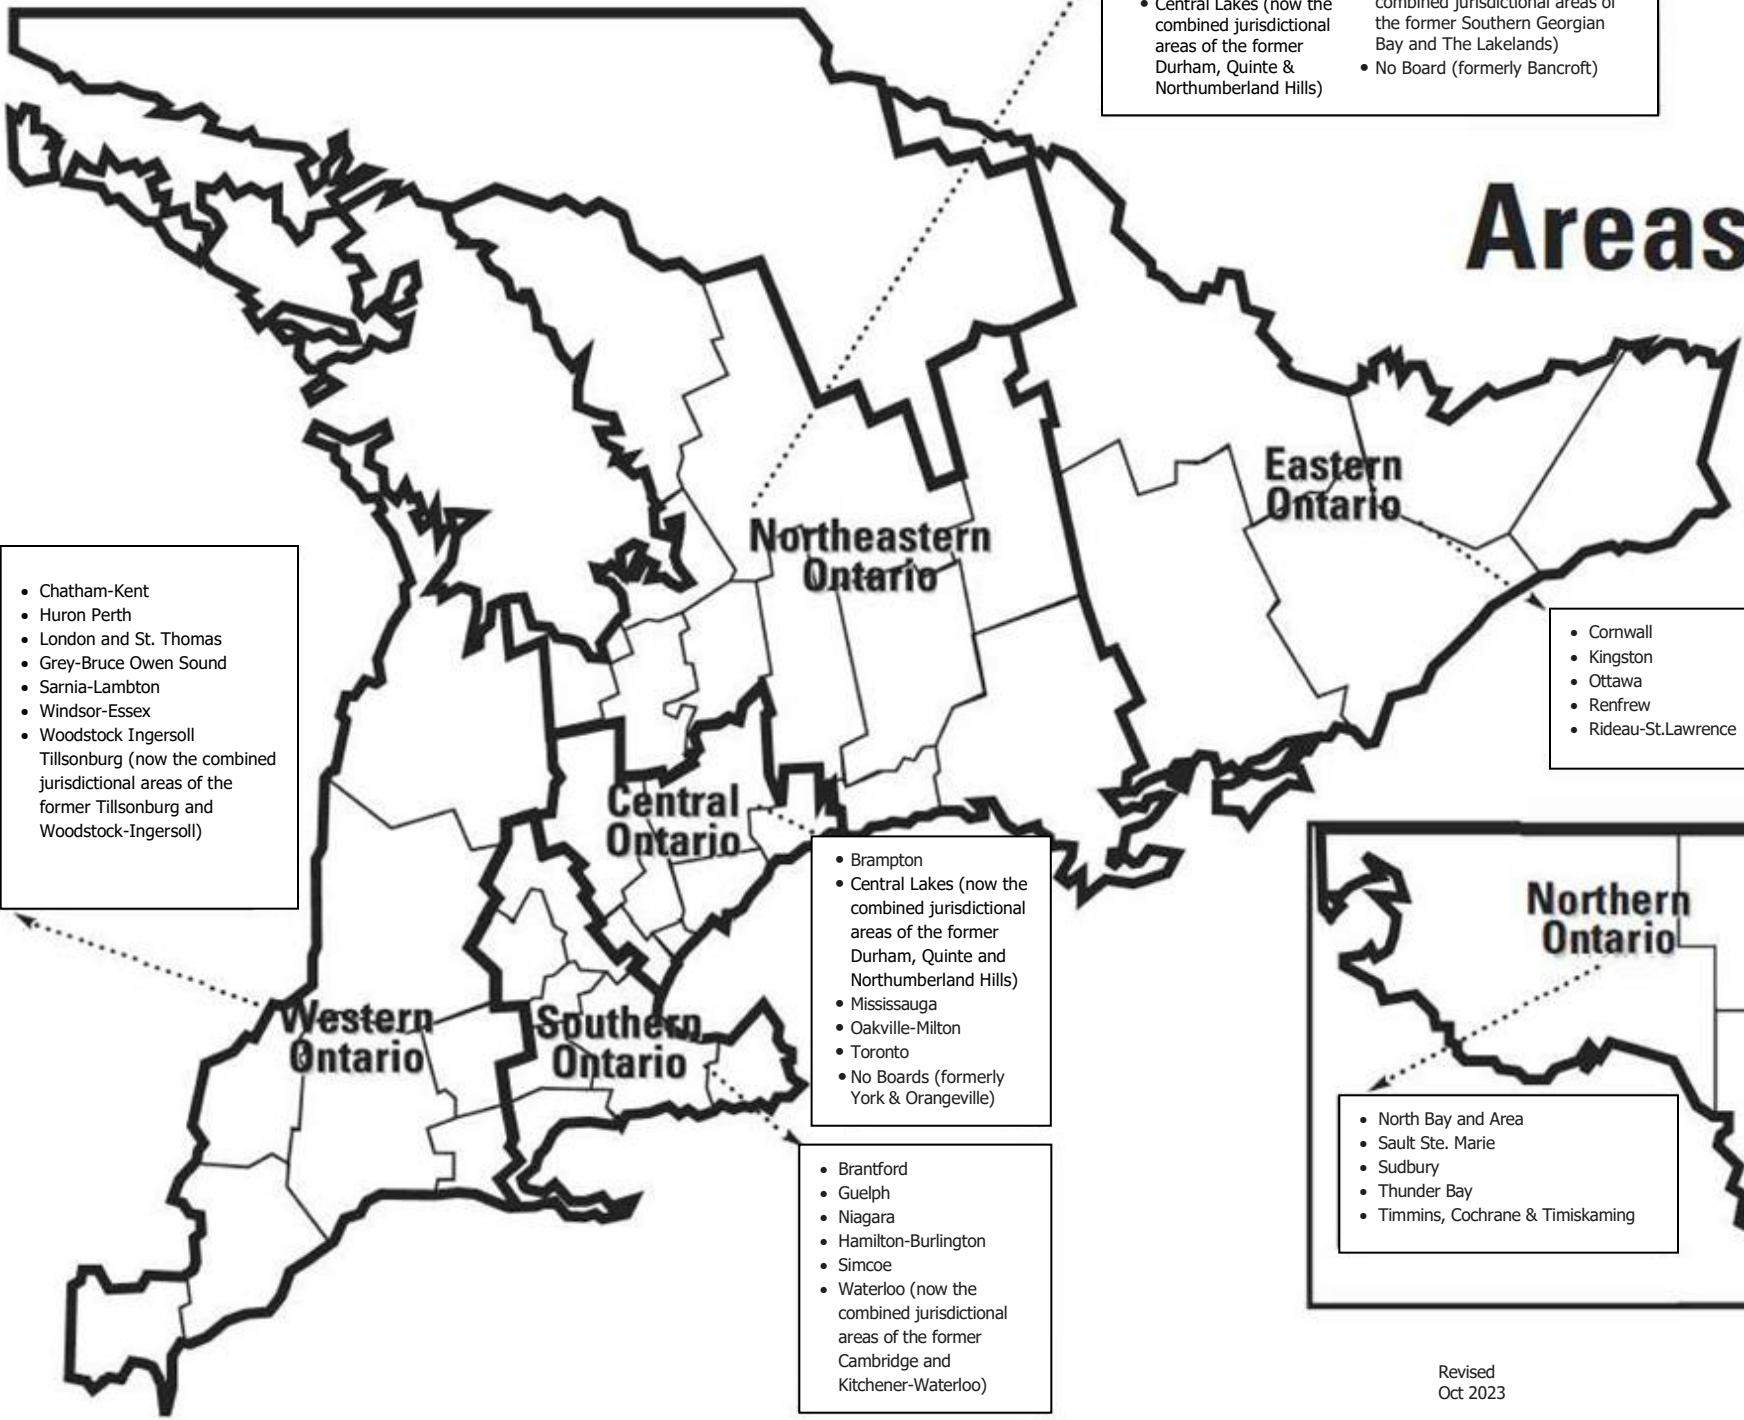 • Central Lakes (now the
combined jurisdictional
areas of the former
Durham, Quinte &
Northumberland Hills)
combined jurisdictional areas of
the former Southern Georgian
Bay and The Lakelands)
• No Board (formerly Bancroft)
Areas
Eastern
Ontario
Northeastern
Ontario
• Chatham-Kent
• Huron Perth
• London and St. Thomas
• Grey-Bruce Owen Sound
• Sarnia-Lambton
• Windsor-Essex
• Woodstock Ingersoll
Tillsonburg (now the combined
jurisdictional areas of the
former Tillsonburg and
Woodstock-Ingersoll)
• Cornwall
• Kingston
• Ottawa
• Renfrew
• Rideau-St.Lawrence
Central
Ontario
• Brampton
• Central Lakes (now the
combined jurisdictional
areas of the former
Durham, Quinte and
Northumberland Hills)
• Mississauga
• Oakville-Milton
• Toronto
• No Boards (formerly
York & Orangeville)
Northern
Ontario
Western
Ontario
Southern
Ontario
• North Bay and Area
• Sault Ste. Marie
• Sudbury
• Thunder Bay
• Timmins, Cochrane & Timiskaming
• Brantford
• Guelph
• Niagara
• Hamilton-Burlington
• Simcoe
• Waterloo (now the
combined jurisdictional
areas of the former
Cambridge and
Kitchener-Waterloo)
Revised
Oct 2023